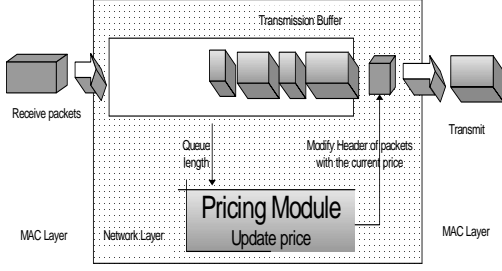 Transmission Buffer
Receive packets
Transmit
Queue
length
Modify Header of packets
with the current price
Pricing Module
Update price
MAC Layer
Network Layer
MAC Layer